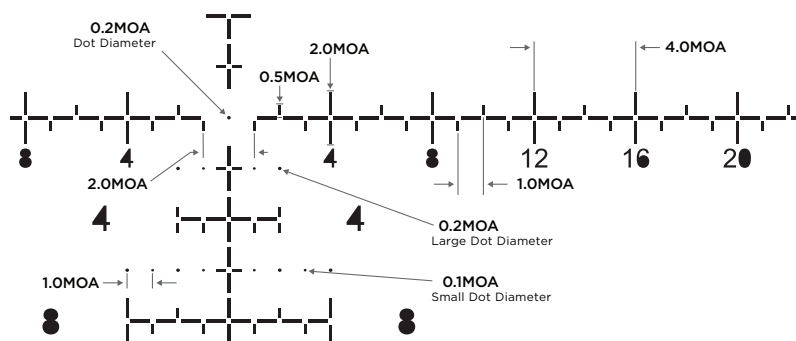 0.2MOA
Dot Diameter
2.0MOA
4.0MOA
0.5MOA
8 4 4 8 12 16 20
2.0MOA
1.0MOA
4 4
0.2MOA
Large Dot Diameter
1.0MOA
0.1MOA
Small Dot Diameter
8 8